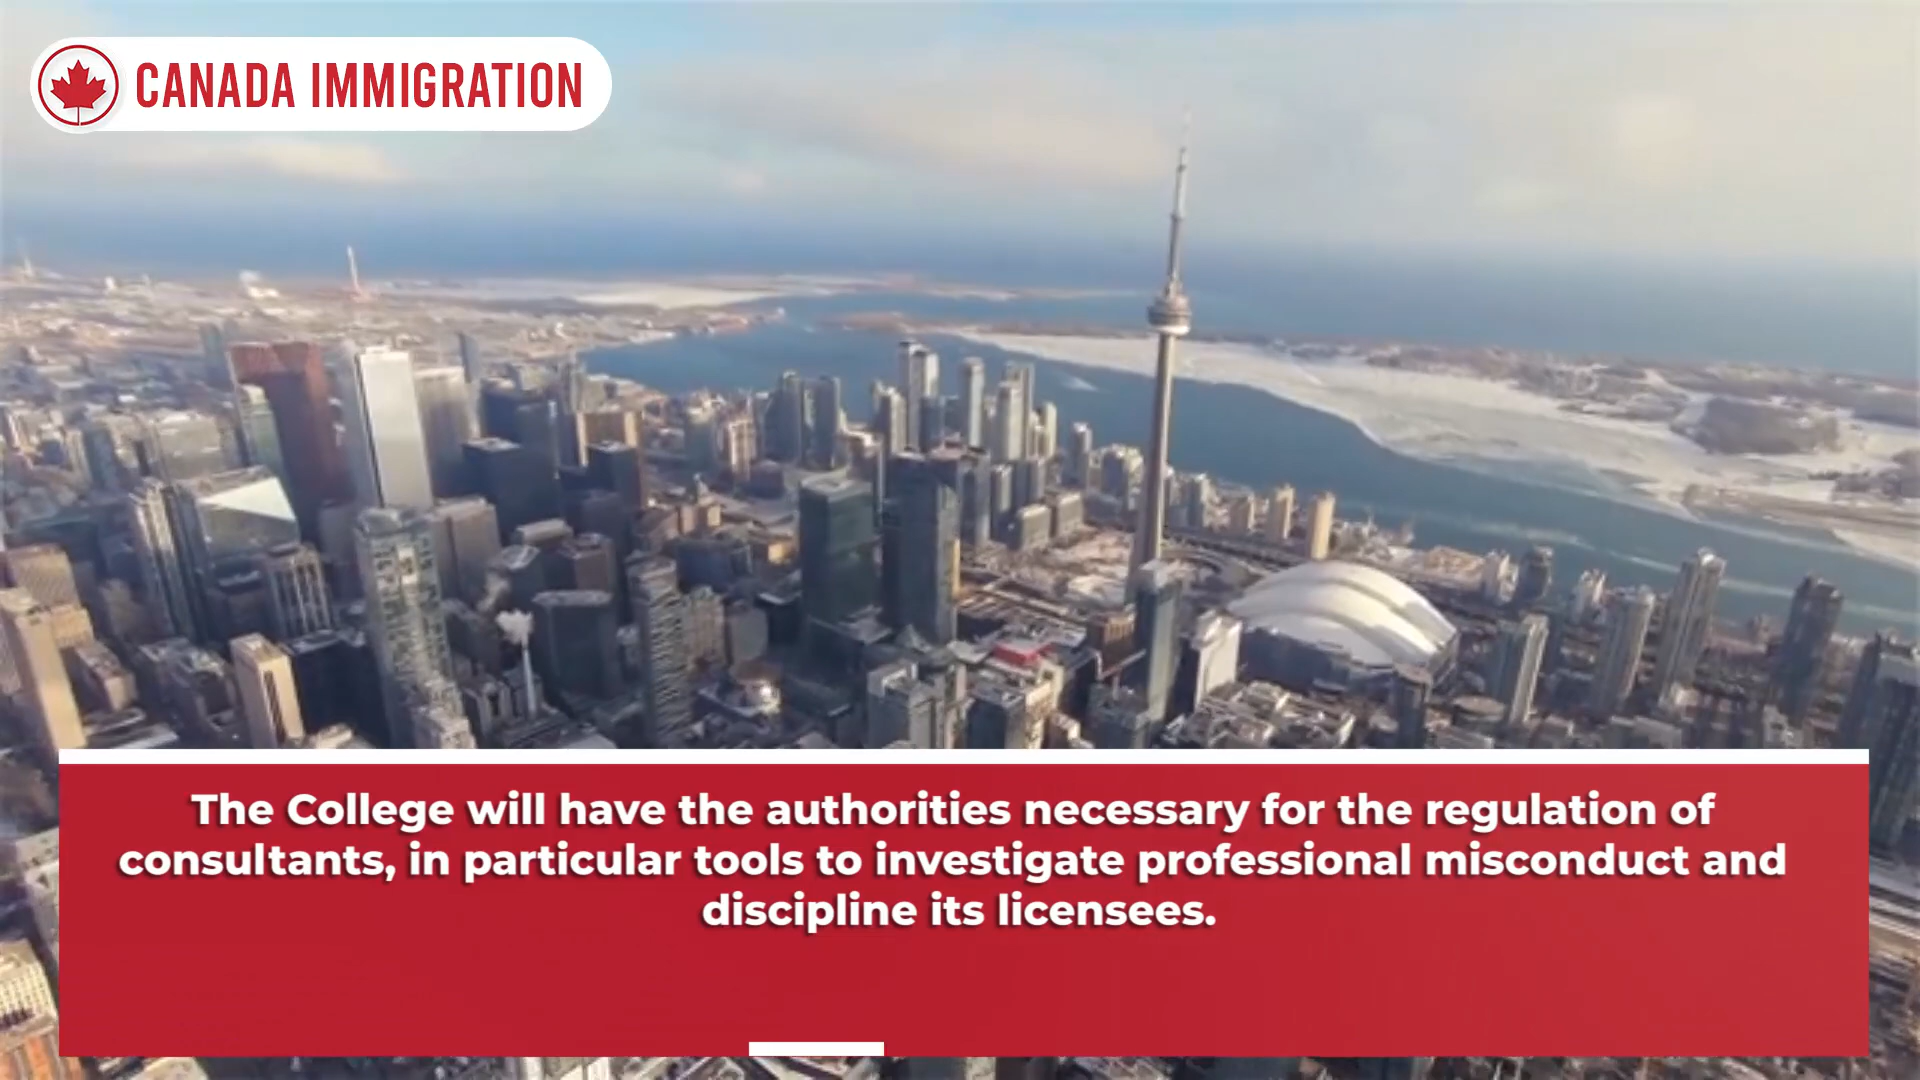 CANADA IMMIGRATION
The College will have the authorities necessary for the regulation of
consultants, in particular tools to investigate professional misconduct and
discipline its licensees.